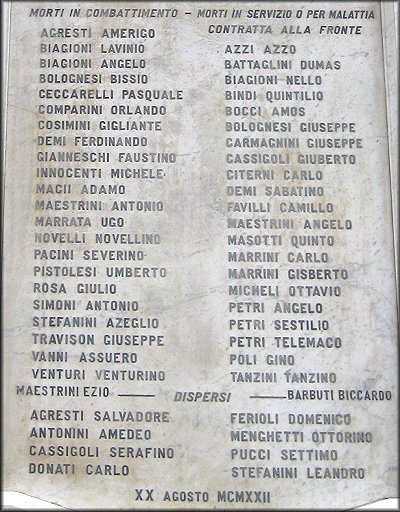 MORTI IN COMBATTIMENTO – MORTI IN SERVIZIO O PER MALATTIA
CONTRATTA ALLA FRONTE
AGRESTI AMERIGO
BIAGIONI LAVINIO
BIAGIONI ANGELO
BOLOGNESI BISSIO
CECCARELLI PASQUALE
COMPARINI ORLANDO
COSIMINI GIGLIANTE
DEMI FERDINANDO
GIANNESCHI FAUSTINO
INNOCENTI MICHELE
MACII ADAMO
MAESTRINI ANTONIO
MARRATA UGO
NOVELLI NOVELLINO
PACINI SEVERINO
PISTOLESI UMBERTO
ROSA GIULIO
SIMONI ANTONIO
STEFANINI AZEGLIO
TRAVISON GIUSEPPE
VANNI ASSUERO
VENTURI VENTURINO
AZZI AZZO
BATTAGLINI DUMAS
BIAGIONI NELLO
BINDI QUINTILIO
BOCCI AMOS
BOLOGNESI GIUSEPPE
CARMAGNINI GIUSEPPE
CASSIGOLI GIUBERTO
CITERNI CARLO
DEMI SABATINO
FAVILLI CAMILLO
MAESTRINI ANGELO
MASOTTI QUINTO
MARRINI CARLO
MARRINI GISBERTO
MICHELI OTTAVIO
PETRI ANGELO
PETRI SESTILIO
PETRI TELEMACO
POLI GINO
TANZINI TANZINO
MAESTRINI EZIO — DISPERSI — BARBUTI BICCARDO
AGRESTI SALVADORE
ANTONINI AMEDEO
CASSIGOLI SERAFINO
DONATI CARLO
FERIOLI DOMENICO
MENGHETTI OTTORINO
PUCCI SETTIMO
STEFANINI LEANDRO
XX AGOSTO MCMXXII